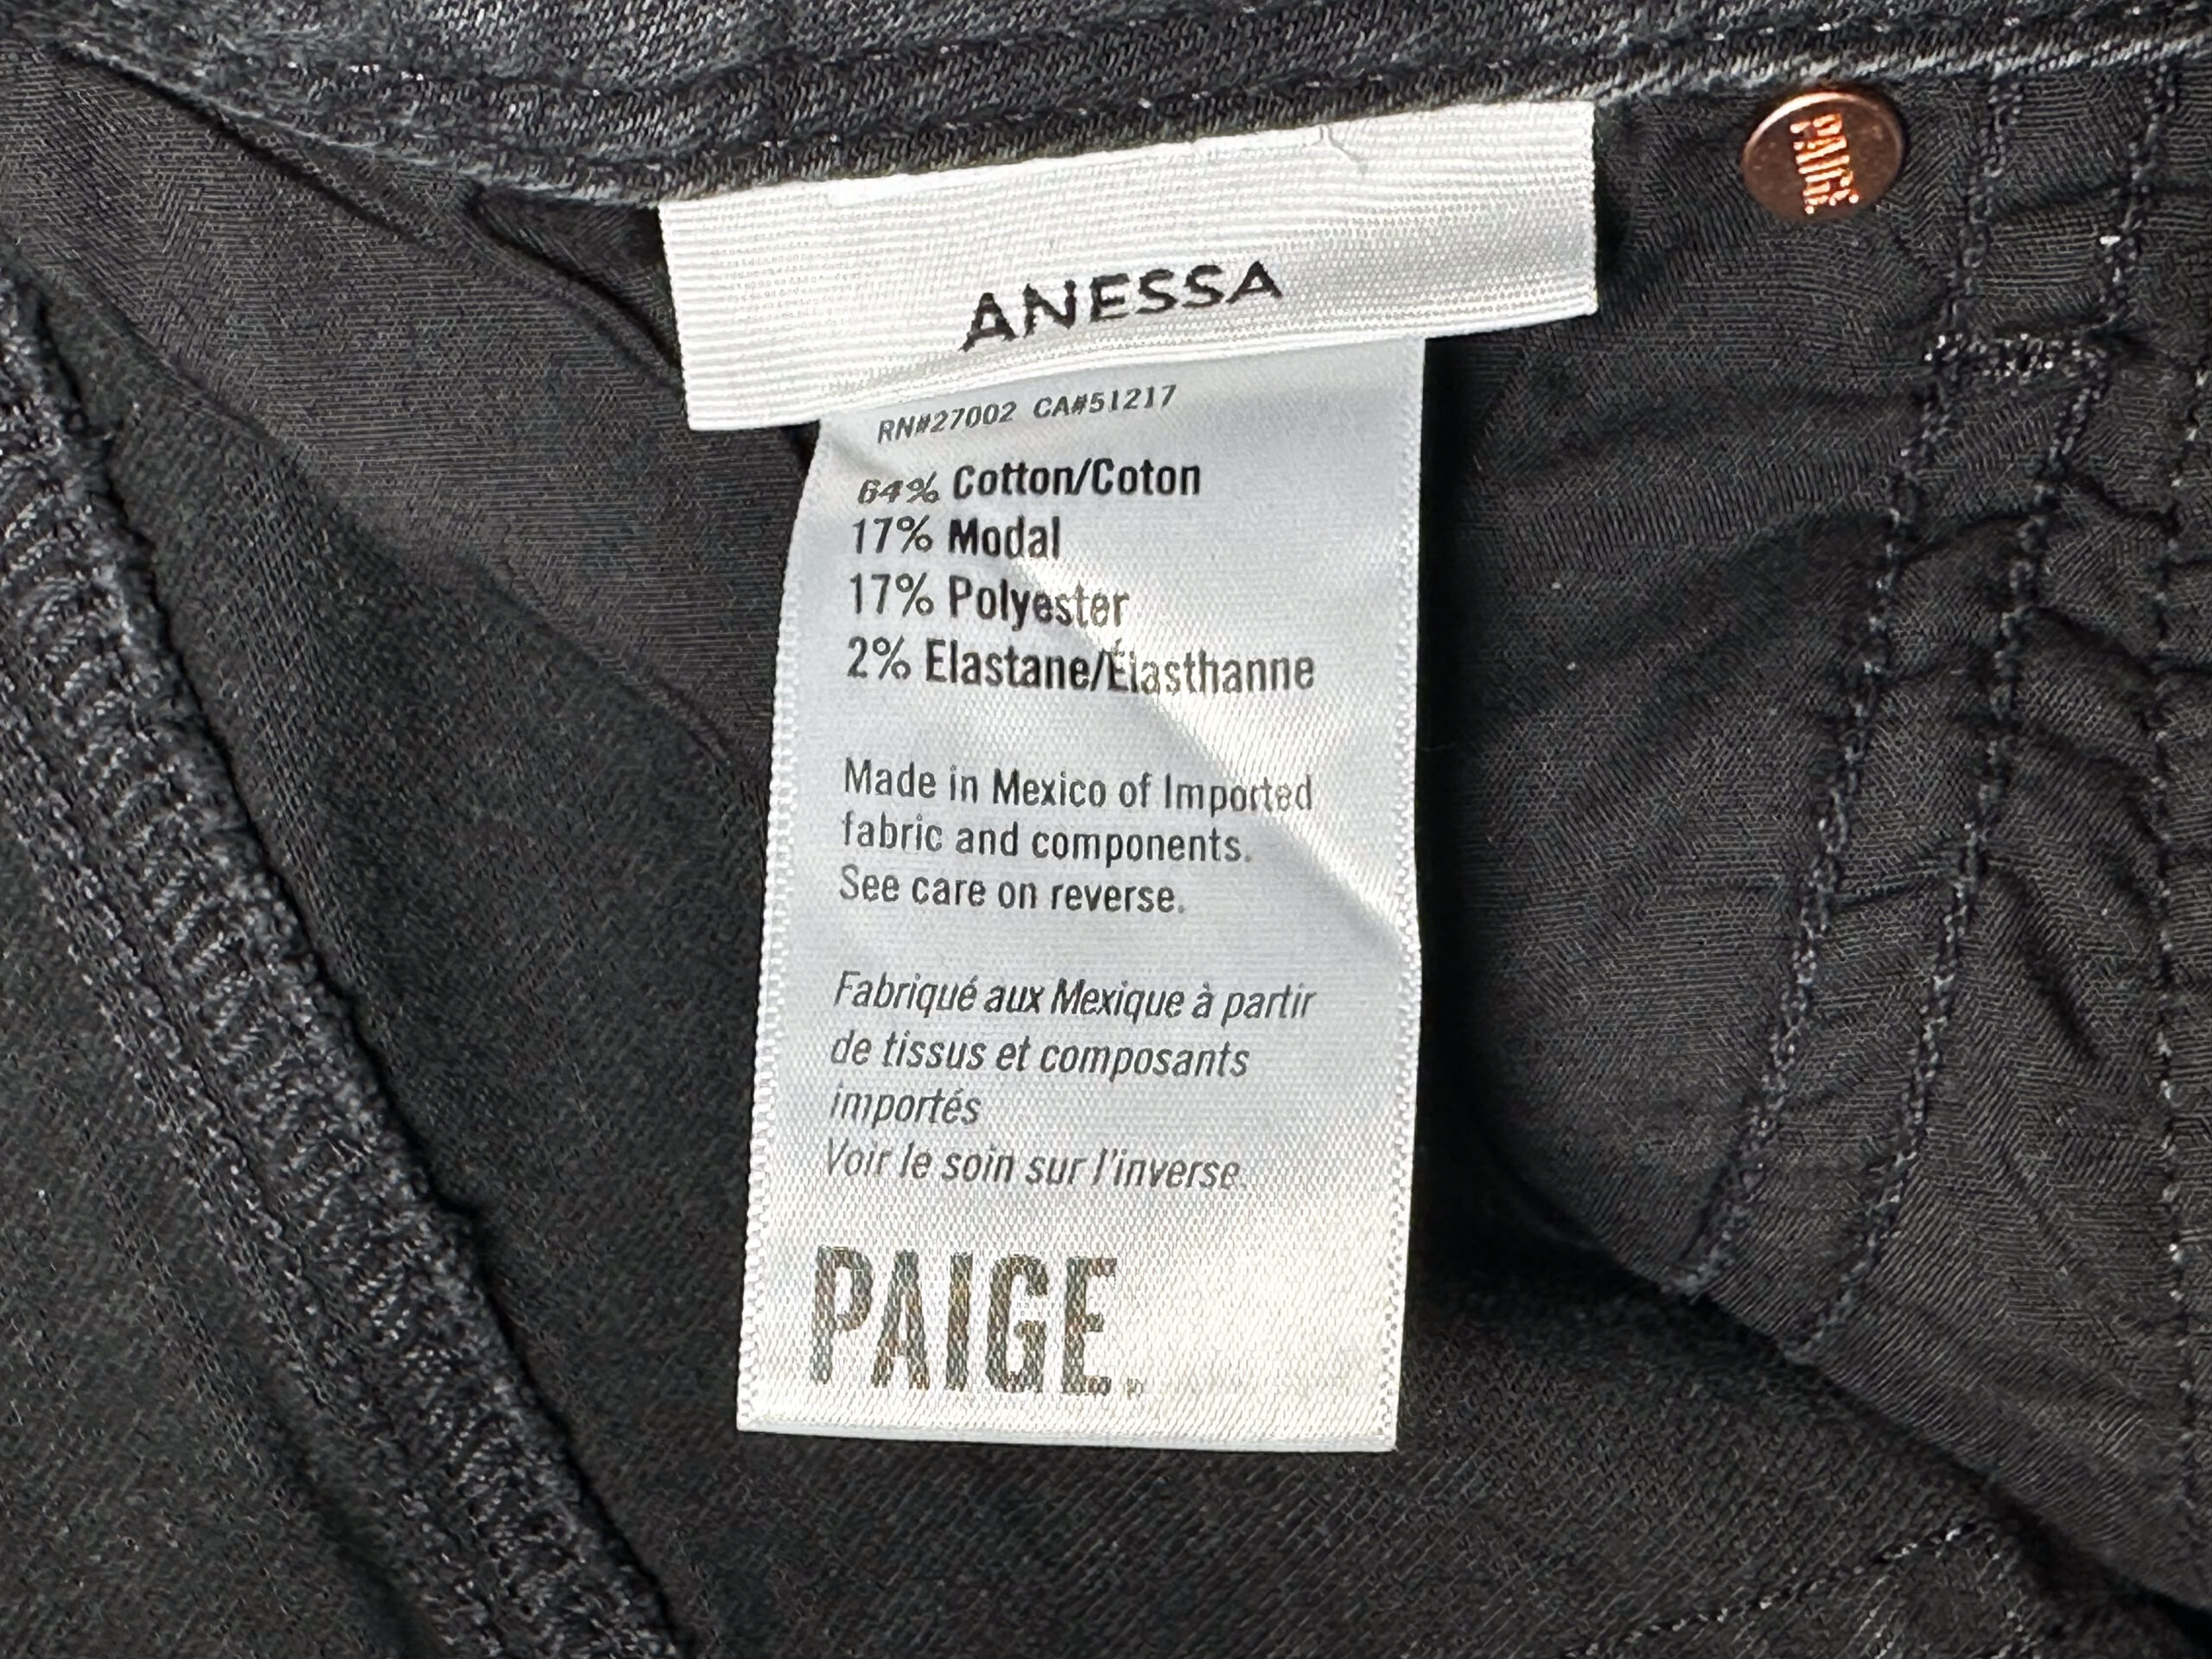 PAIGE
ANESSA
RN#27002 CA#51217
64% Cotton/Coton
17% Modal
17% Polyester
2% Elastane/Élasthanne
Made in Mexico of Imported
fabric and components.
See care on reverse.
Fabriqué aux Mexique à partir
de tissus et composants
importés
Voir le soin sur l'inverse.
PAIGE.